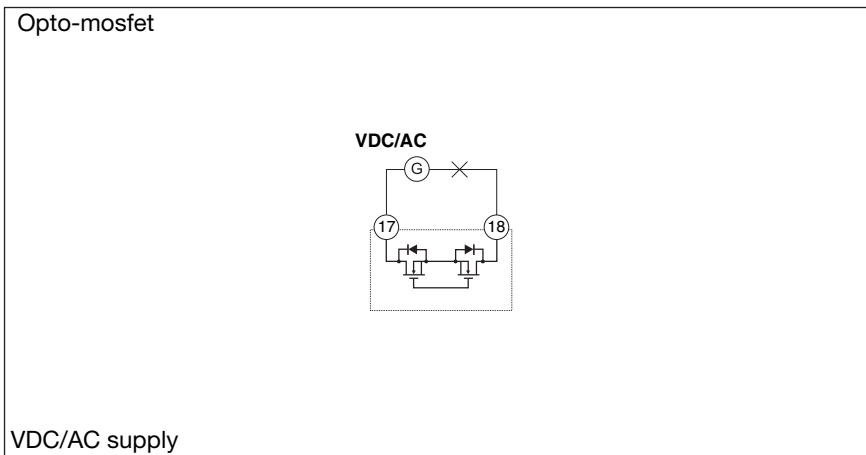 Opto-mosfet
VDC/AC
G
17 18
VDC/AC supply